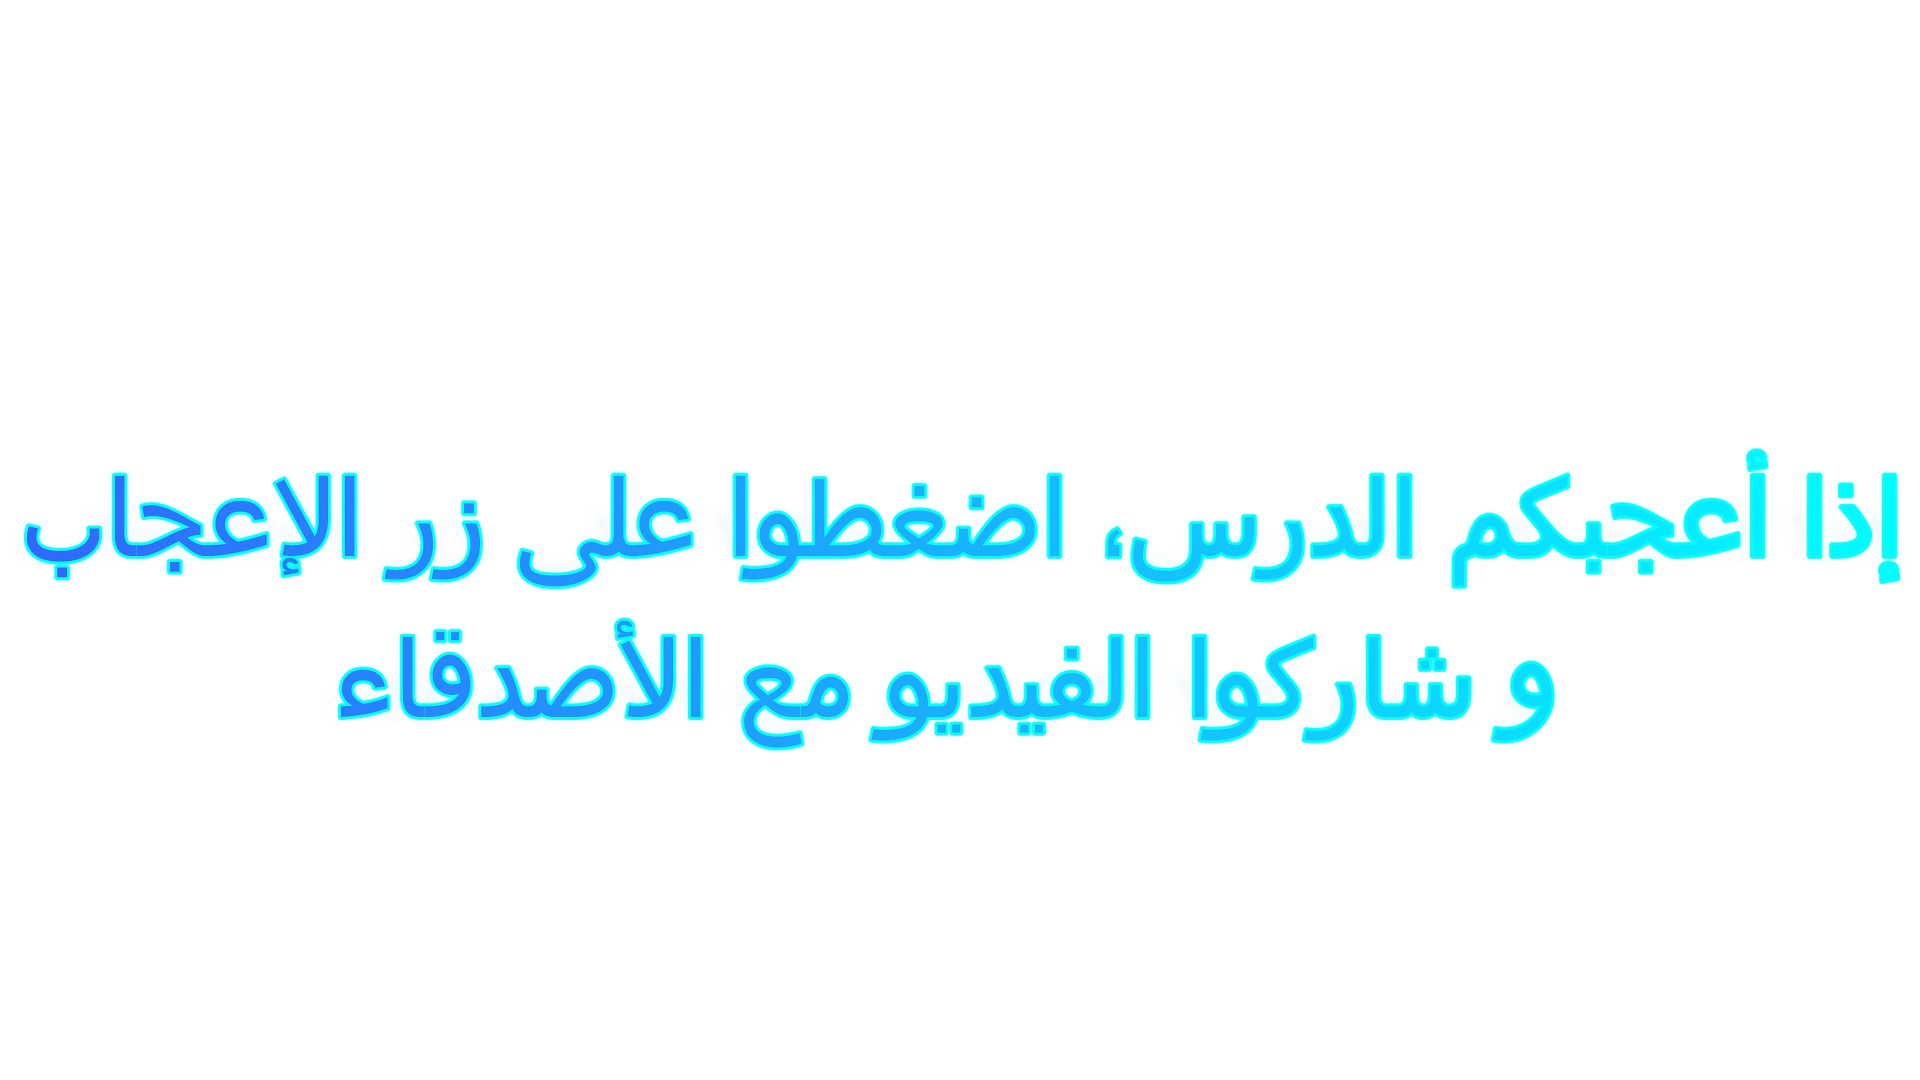 إذا أعجبكم الدرس، اضغطوا على زر الإعجاب
و شاركوا الفيديو مع الأصدقاء